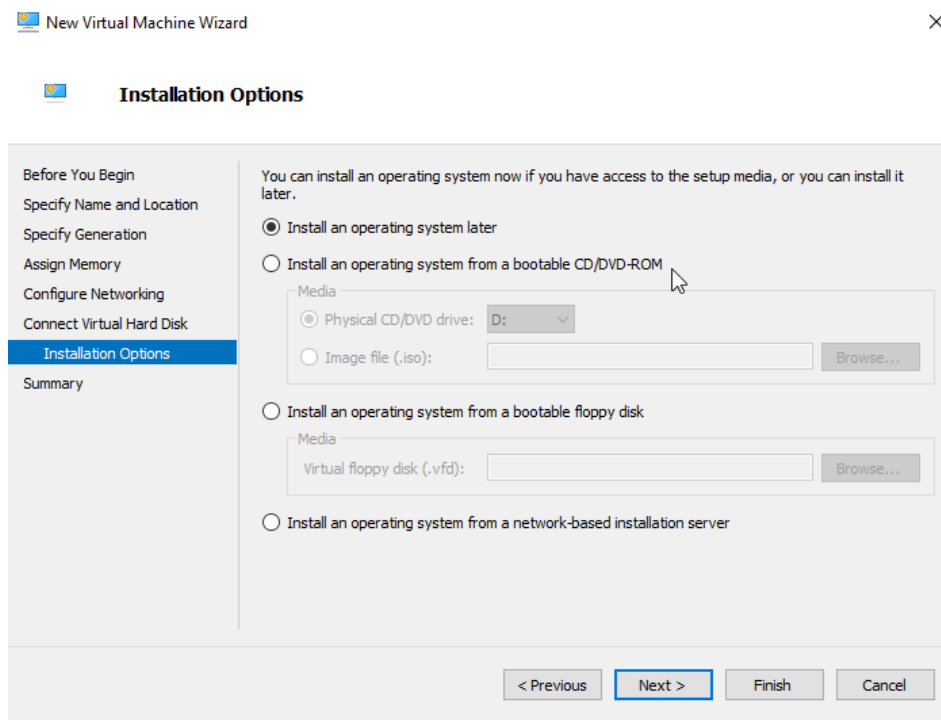 New Virtual Machine Wizard
Installation Options
Before You Begin
Specify Name and Location
Specify Generation
Assign Memory
Configure Networking
Connect Virtual Hard Disk
Installation Options
Summary
You can install an operating system now if you have access to the setup media, or you can install it
later.
Install an operating system later
Install an operating system from a bootable CD/DVD-ROM
Media
Physical CD/DVD drive: D:
Image file (.iso): Browse...
Install an operating system from a bootable floppy disk
Media
Virtual floppy disk (.vfd): Browse...
Install an operating system from a network-based installation server
< Previous Next > Finish Cancel